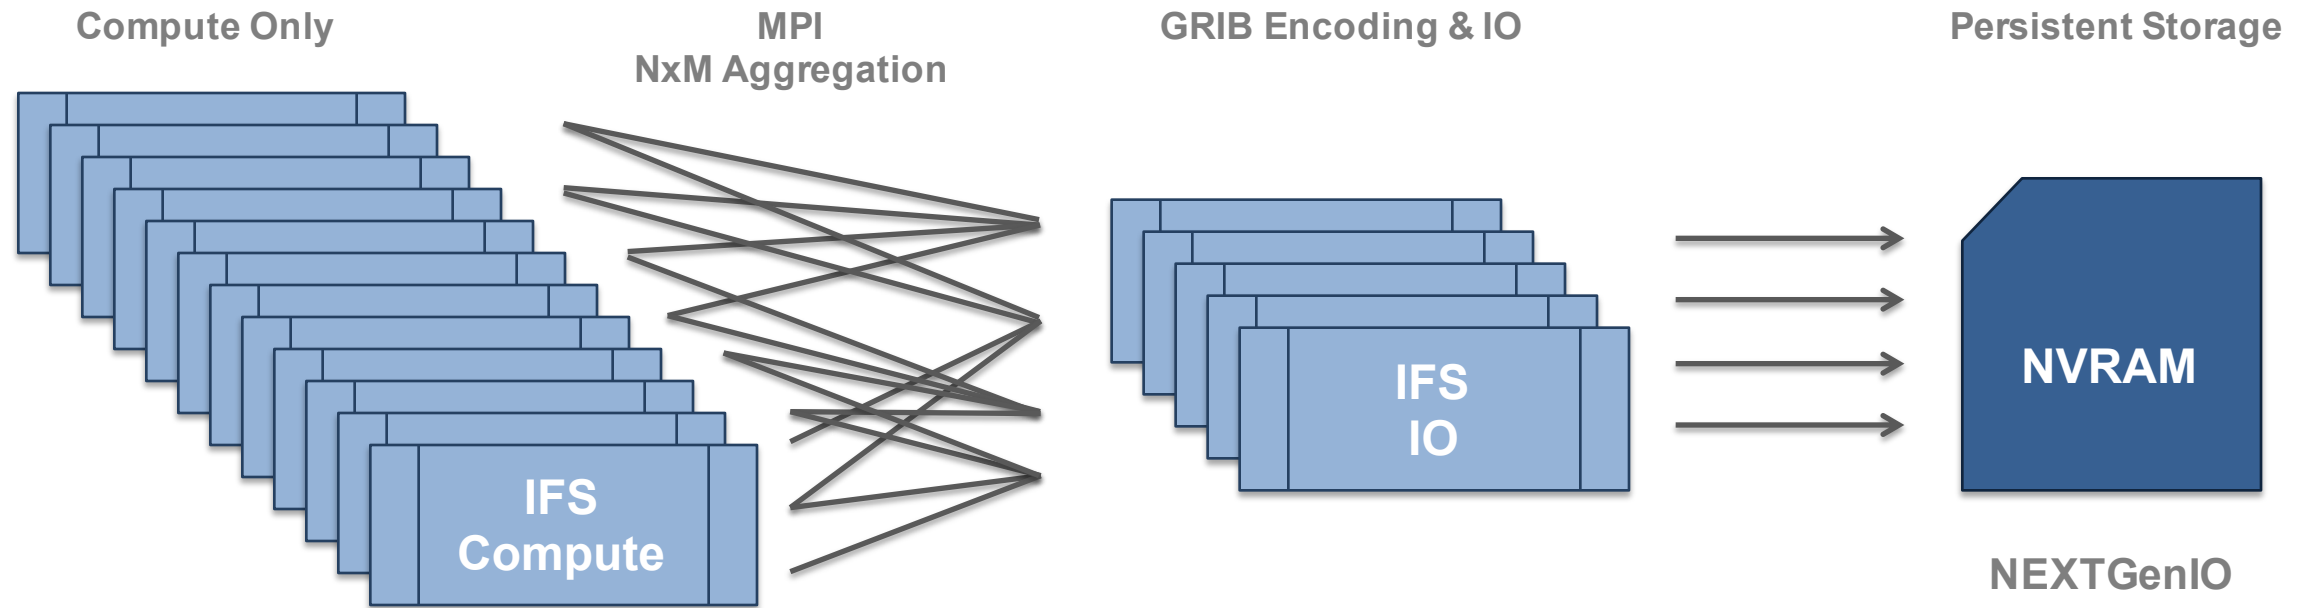 Compute Only
MPI
NxM Aggregation
GRIB Encoding & IO
Persistent Storage
IFS
Compute
IFS
IO
NVRAM
NEXTGenIO